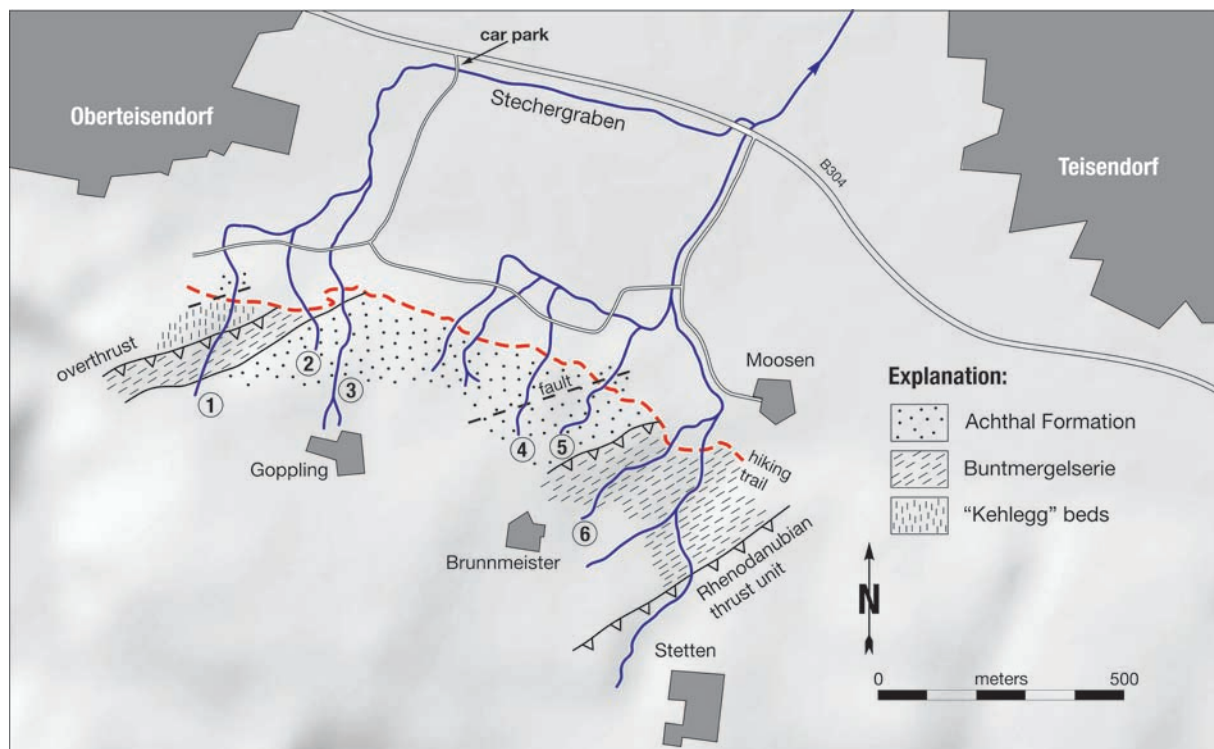 car park
Oberteisendorf
Stechergraben
Teisendorf
B304
overthrust
1
2
3
Goppling
fault
4
5
Moosen
hiking
trail
6
Brunnmeister
Rhenodanubian
thrust unit
Stetten
Explanation:
Achthal Formation
Buntmergelserie
“Kehlegg” beds
N
0 meters 500